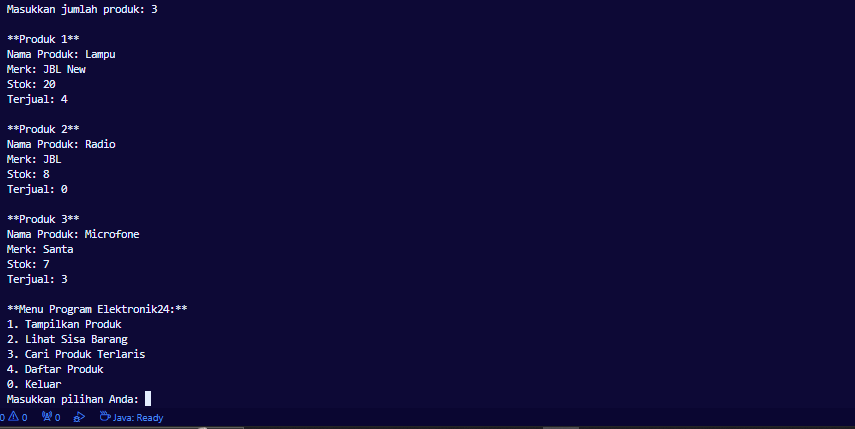 Masukkan jumlah produk: 3
**Produk 1**
Nama Produk: Lampu
Merk: JBL New
Stok: 20
Terjual: 4
**Produk 2**
Nama Produk: Radio
Merk: JBL
Stok: 8
Terjual: 0
**Produk 3**
Nama Produk: Microfone
Merk: Santa
Stok: 7
Terjual: 3
**Menu Program Elektronik24:**
1. Tampilkan Produk
2. Lihat Sisa Barang
3. Cari Produk Terlaris
4. Daftar Produk
0. Keluar
Masukkan pilihan Anda:
0 0 0 Java: Ready